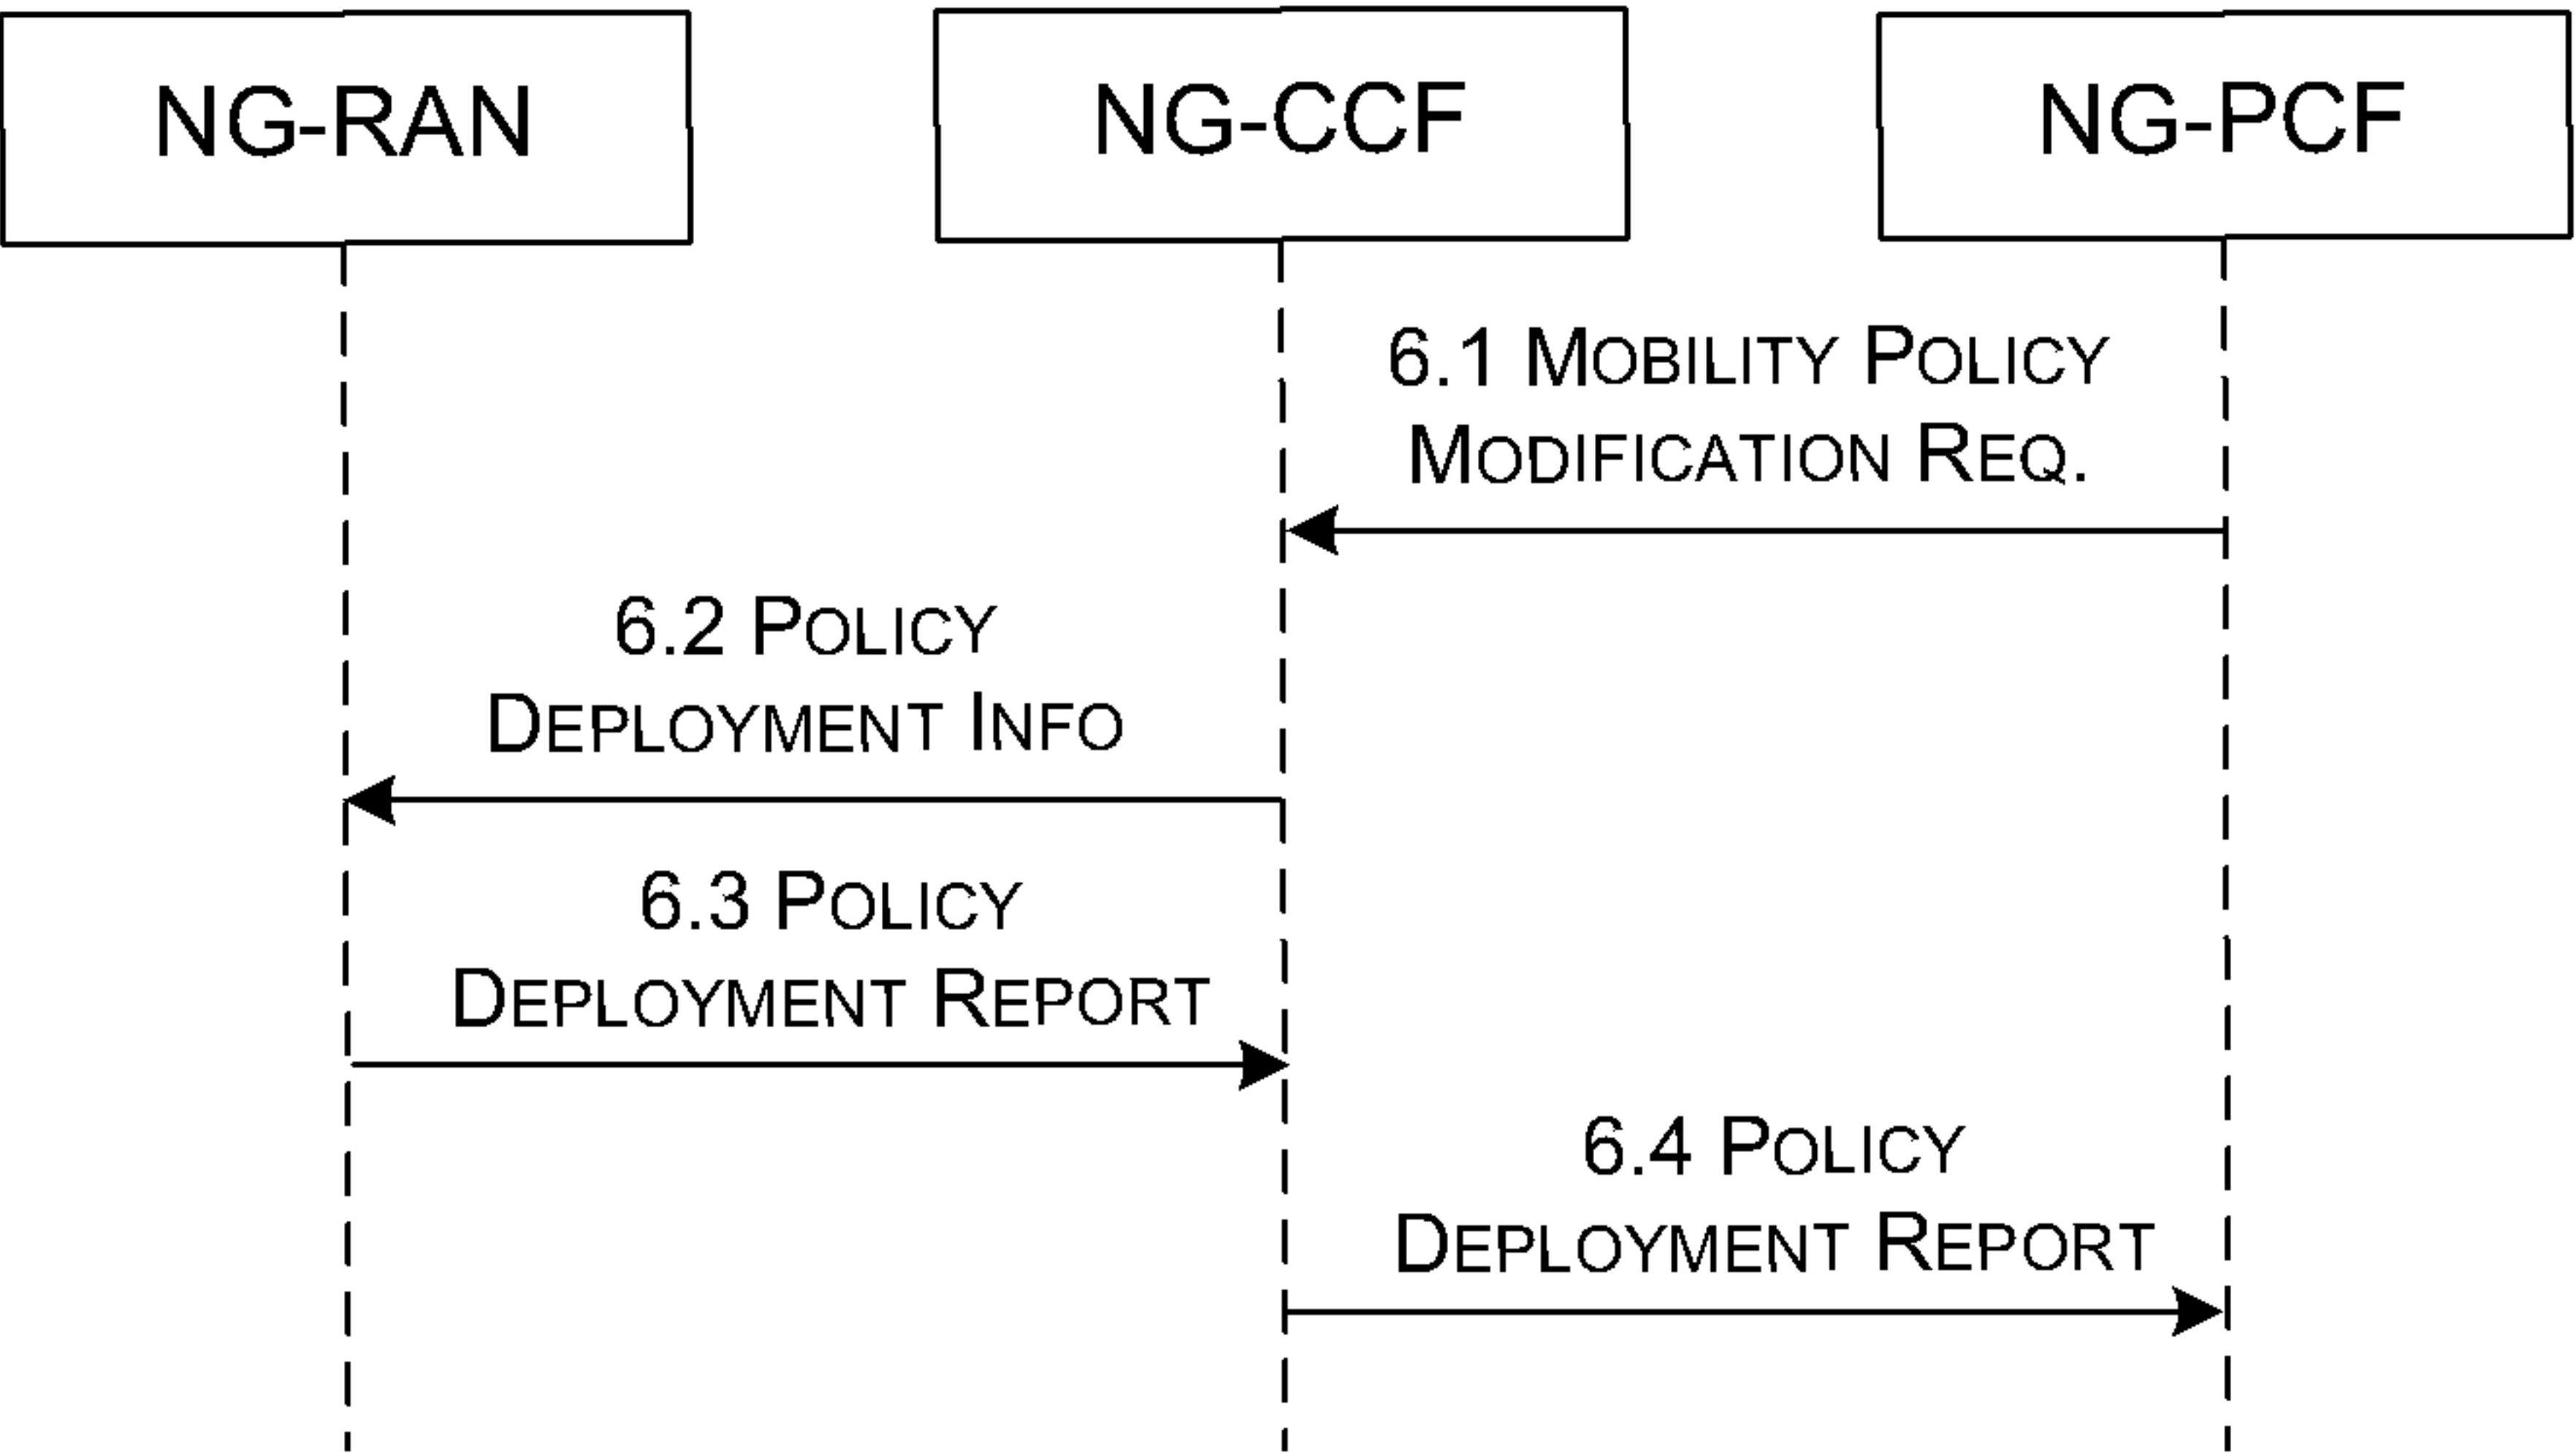 NG-RAN
NG-CCF
NG-PCF
6.1 MOBILITY POLICY
MODIFICATION REQ.
6.2 POLICY
DEPLOYMENT INFO
6.3 POLICY
DEPLOYMENT REPORT
6.4 POLICY
DEPLOYMENT REPORT